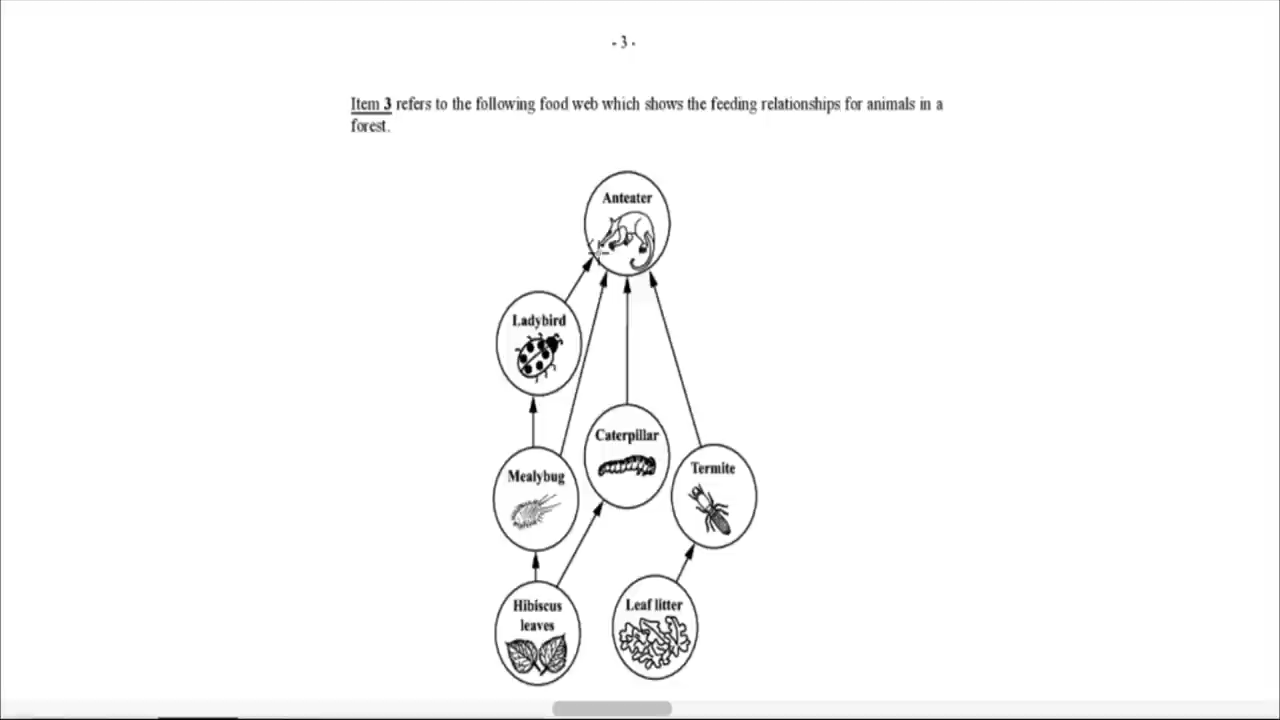 - 3 -
Item 3 refers to the following food web which shows the feeding relationships for animals in a
forest.
Anteater
Ladybird
Caterpillar
Termite
Mealybug
Hibiscus
leaves
Leaf litter